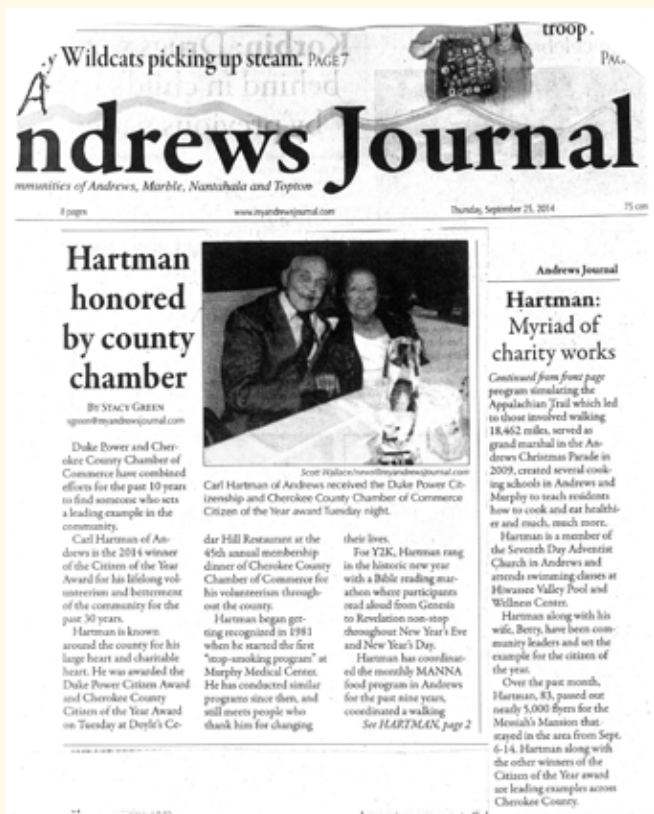 troop
Wildcats picking up steam. PAGE 7
A
ndrews Journal
mmunities of Andrews, Marble, Nantahala and Topton
8 pages
www.myandrewsjournal.com
Thursday, September 25, 2014
75 cen
Hartman
honored
by county
chamber
BY STACY GREEN
sgreen@myandrewsjournal.com
Duke Power and Cher-
okee County Chamber of
Commerce have combined
efforts for the past 10 years
to find someone who sets
a leading example in the
community.
Carl Hartman of An-
drews is the 2014 winner
of the Citizen of the Year
Award for his lifelong vol-
unteerism and betterment
of the community for the
past 30 years.
Hartman is known
around the county for his
large heart and charitable
heart. He was awarded the
Duke Power Citizen Award
and Cherokee County
Citizen of the Year Award
on Tuesday at Doyle's Ce-
Scott Wallace/news@myandrewsjournal.com
Carl Hartman of Andrews received the Duke Power Cit-
izenship and Cherokee County Chamber of Commerce
Citizen of the Year award Tuesday night.
dar Hill Restaurant at the
45th annual membership
dinner of Cherokee County
Chamber of Commerce for
his volunteerism through-
out the county.
Hartman began get-
ting recognized in 1981
when he started the first
"stop-smoking program" at
Murphy Medical Center.
He has conducted similar
programs since then, and
still meets people who
thank him for changing
their lives.
For Y2K, Hartman rang
in the historic new year
with a Bible reading mar-
athon where participants
read aloud from Genesis
to Revelation non-stop
throughout New Year's Eve
and New Year's Day.
Hartman has coordinat-
ed the monthly MANNA
food program in Andrews
for the past nine years,
coordinated a walking
See HARTMAN, page 2
Andrews Journal
Hartman:
Myriad of
charity works
Continued from front page
program simulating the
Appalachian Trail which led
to those involved walking
18,462 miles, served as
grand marshal in the An-
drews Christmas Parade in
2009, created several cook-
ing schools in Andrews and
Murphy to teach residents
how to cook and eat healthi-
er and much, much more.
Hartman is a member of
the Seventh Day Adventist
Church in Andrews and
attends swimming classes at
Hiwassee Valley Pool and
Wellness Center.
Hartman along with his
wife, Betty, have been com-
munity leaders and set the
example for the citizen of
the year.
Over the past month,
Hartman, 83, passed out
nearly 5,000 flyers for the
Messiah's Mansion that
stayed in the area from Sept.
6-14. Hartman along with
the other winners of the
Citizen of the Year award
are leading examples across
Cherokee County.